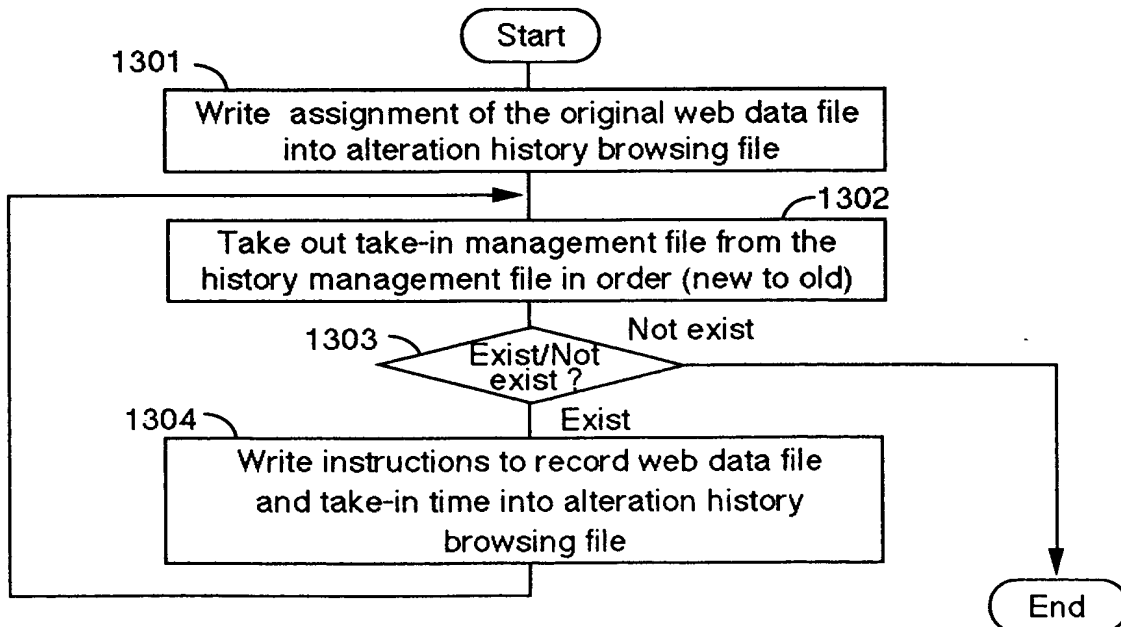 Start
1301
Write assignment of the original web data file
into alteration history browsing file
1302
Take out take-in management file from the
history management file in order (new to old)
1303
Not exist
Exist/Not
exist ?
1304
Exist
Write instructions to record web data file
and take-in time into alteration history
browsing file
End